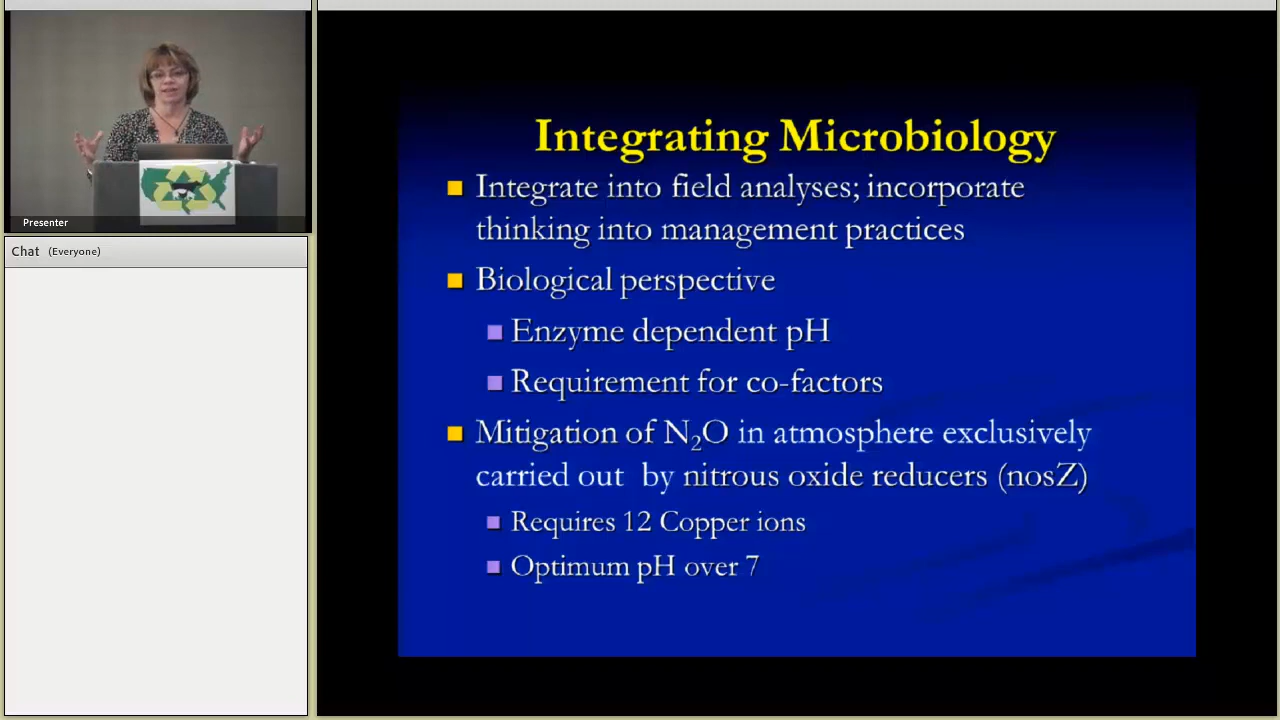 Presenter
Chat (Everyone)
Integrating Microbiology
Integrate into field analyses; incorporate
thinking into management practices
Biological perspective
Enzyme dependent pH
Requirement for co-factors
Mitigation of N₂O in atmosphere exclusively
carried out by nitrous oxide reducers (nosZ)
Requires 12 Copper ions
Optimum pH over 7